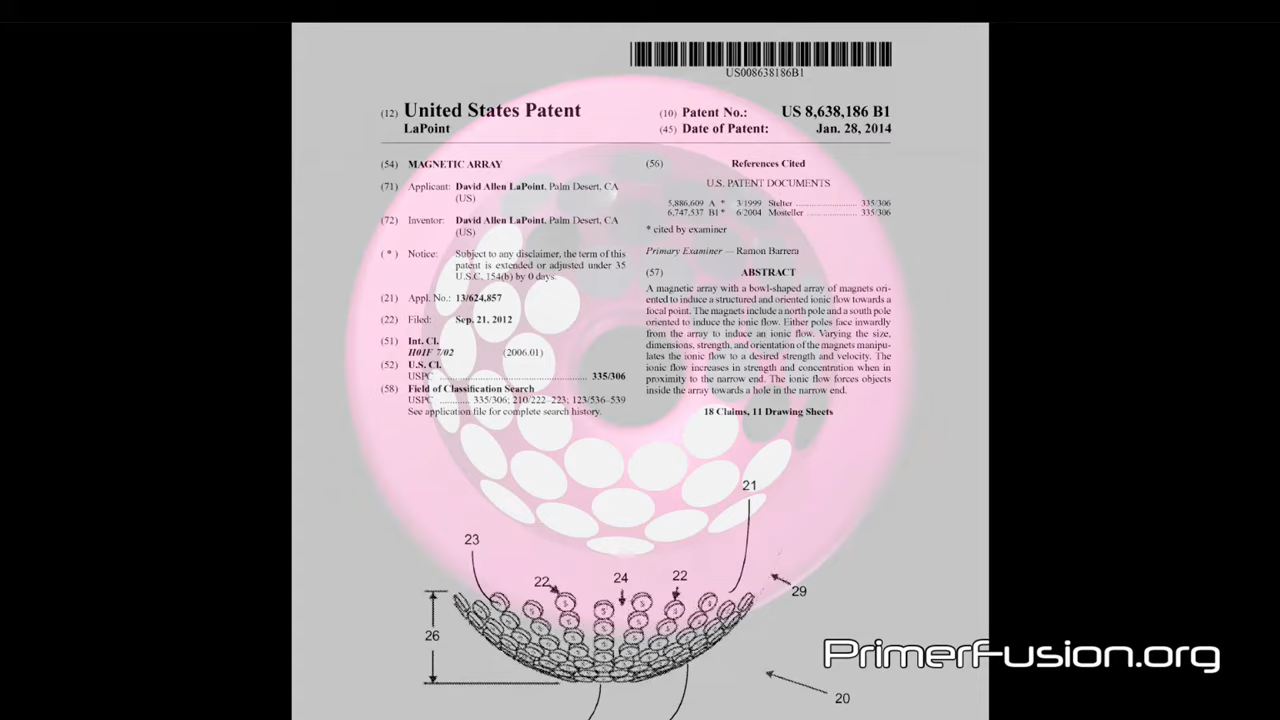 US008638186B1
(12) United States Patent
LaPoint
(10) Patent No.: US 8,638,186 B1
(45) Date of Patent: Jan. 28, 2014
(54) MAGNETIC ARRAY
(71) Applicant: David Allen LaPoint, Palm Desert, CA
(US)
(72) Inventor: David Allen LaPoint, Palm Desert, CA
(US)
( * ) Notice: Subject to any disclaimer, the term of this
patent is extended or adjusted under 35
U.S.C. 154(b) by 0 days.
(21) Appl. No.: 13/624,857
(22) Filed: Sep. 21, 2012
(51) Int. Cl.
H01F 7/02 (2006.01)
(52) U.S. Cl.
USPC ........................................................ 335/306
(58) Field of Classification Search
USPC .......... 335/306; 210/222–223; 123/536–539
See application file for complete search history.
(56) References Cited
U.S. PATENT DOCUMENTS
5,886,609 A * 3/1999 Stelter ........................ 335/306
6,747,537 B1 * 6/2004 Mosteller .................... 335/306
* cited by examiner
Primary Examiner — Ramon Barrera
(57) ABSTRACT
A magnetic array with a bowl-shaped array of magnets ori-
ented to induce a structured and oriented ionic flow towards a
focal point. The magnets include a north pole and a south pole
oriented to induce the ionic flow. Either poles face inwardly
from the array to induce an ionic flow. Varying the size,
dimensions, strength, and orientation of the magnets manipu-
lates the ionic flow to a desired strength and velocity. The
ionic flow increases in strength and concentration when in
proximity to the narrow end. The ionic flow forces objects
inside the array towards a hole in the narrow end.
18 Claims, 11 Drawing Sheets
21
23
22
24
22
29
26
20
PrimerFusion.org